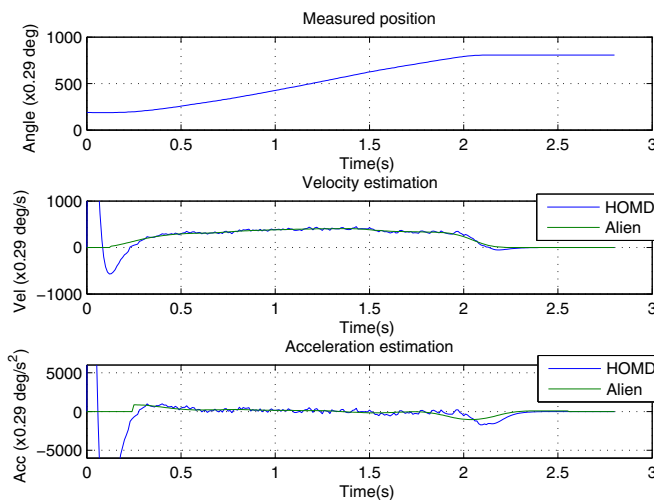 Measured position
Angle (x0.29 deg)
1000
500
0
0
0.5
1
1.5
2
2.5
3
Time(s)
Velocity estimation
Vel (x0.29 deg/s)
1000
0
−1000
HOMD
Alien
0
0.5
1
1.5
2
2.5
3
Time(s)
Acceleration estimation
Acc (x0.29 deg/s²)
5000
0
−5000
HOMD
Alien
0
0.5
1
1.5
2
2.5
3
Time(s)